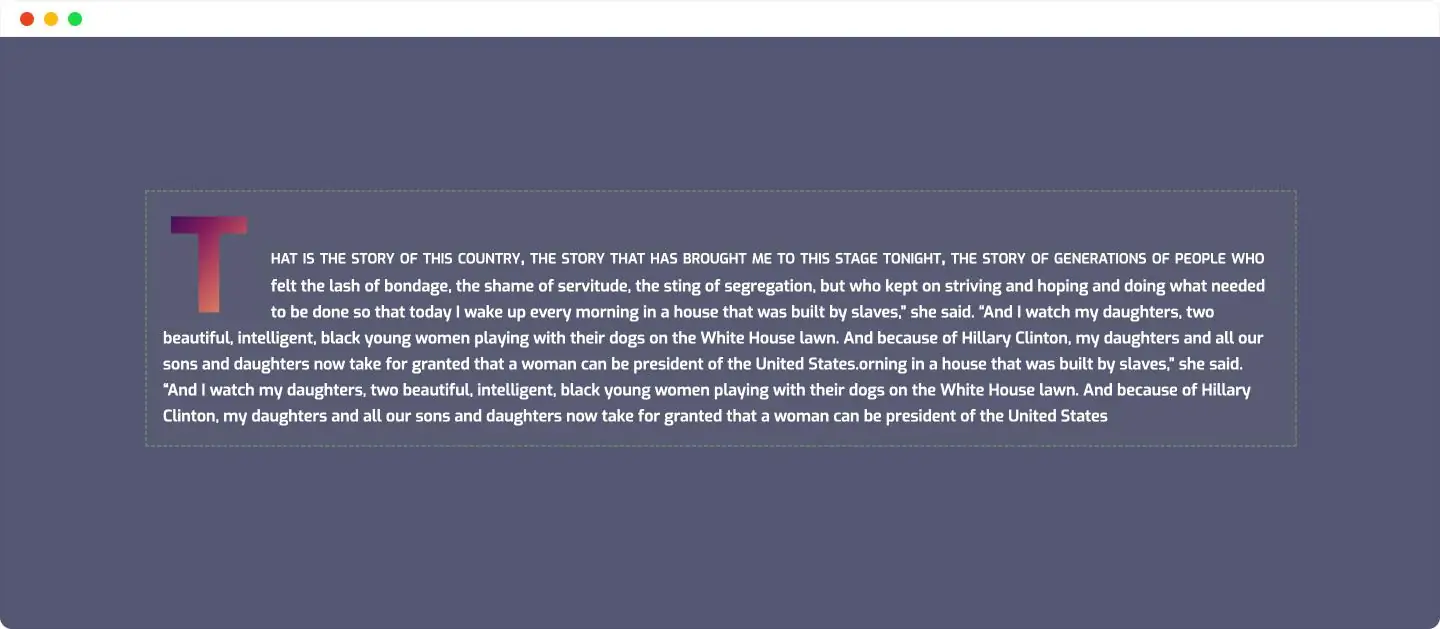 THAT IS THE STORY OF THIS COUNTRY, THE STORY THAT HAS BROUGHT ME TO THIS STAGE TONIGHT, THE STORY OF GENERATIONS OF PEOPLE WHO
felt the lash of bondage, the shame of servitude, the sting of segregation, but who kept on striving and hoping and doing what needed
to be done so that today I wake up every morning in a house that was built by slaves,” she said. “And I watch my daughters, two
beautiful, intelligent, black young women playing with their dogs on the White House lawn. And because of Hillary Clinton, my daughters and all our
sons and daughters now take for granted that a woman can be president of the United States.orning in a house that was built by slaves,” she said.
“And I watch my daughters, two beautiful, intelligent, black young women playing with their dogs on the White House lawn. And because of Hillary
Clinton, my daughters and all our sons and daughters now take for granted that a woman can be president of the United States